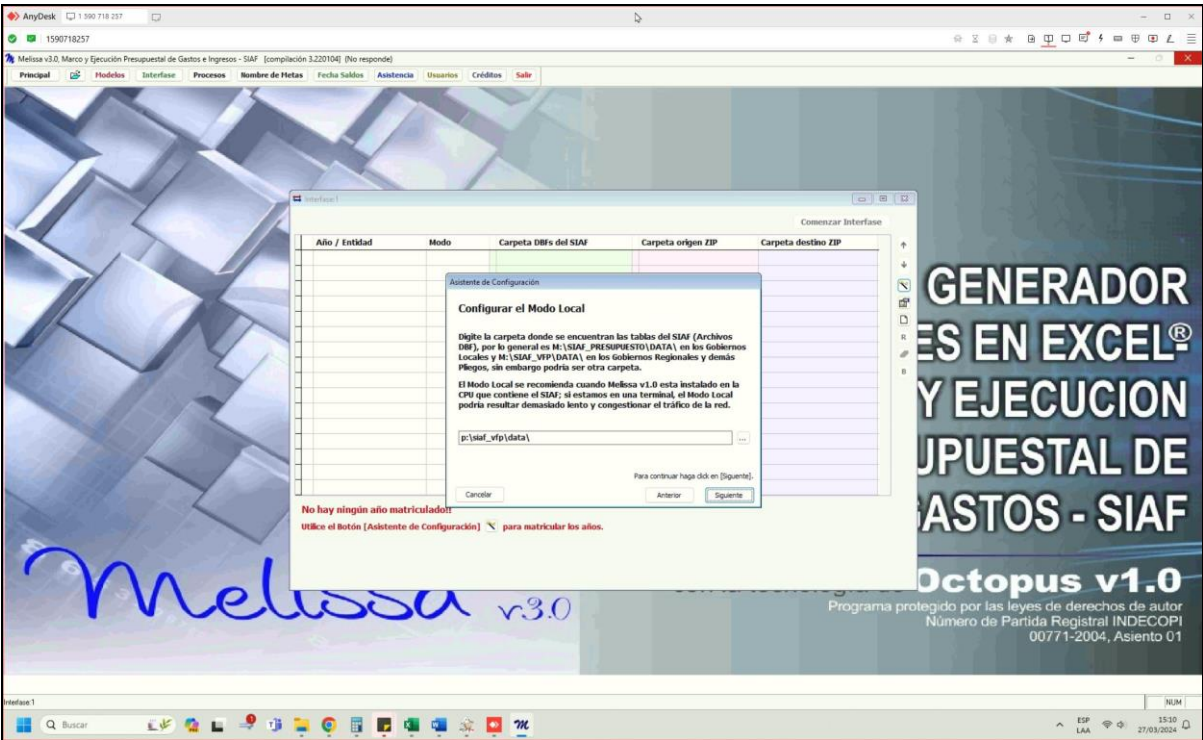 AnyDesk 1 590 718 257
1590718257
Melissa v3.0, Marco y Ejecución Presupuestal de Gastos e Ingresos - SIAF [compilación 3.220104] (No responde)
Principal Modelos Interfase Procesos Nombre de Metas Fecha Saldos Asistencia Usuarios Créditos Salir
Interfase:1
Comenzar Interfase
Año / Entidad Modo Carpeta DBFs del SIAF Carpeta origen ZIP Carpeta destino ZIP
Asistente de Configuración
Configurar el Modo Local
Digite la carpeta donde se encuentran las tablas del SIAF (Archivos
DBF), por lo general es M:\SIAF_PRESUPUESTO\DATA\ en los Gobiernos
Locales y M:\SIAF_VFP\DATA\ en los Gobiernos Regionales y demás
Pliegos, sin embargo podría ser otra carpeta.
El Modo Local se recomienda cuando Melissa v1.0 esta instalado en la
CPU que contiene el SIAF; si estamos en una terminal, el Modo Local
podría resultar demasiado lento y congestionar el tráfico de la red.
p:\siaf_vfp\data\
...
Para continuar haga click en [Siguente].
Cancelar Anterior Siguiente
R
B
No hay ningún año matriculado!!
Utilice el Botón [Asistente de Configuración] para matricular los años.
GENERADOR
ES EN EXCEL®
Y EJECUCION
UPUESTAL DE
GASTOS - SIAF
Melissa v3.0
Octopus v1.0
Programa protegido por las leyes de derechos de autor
Número de Partida Registral INDECOPI
00771-2004, Asiento 01
Interfase:1 NUM
Buscar
ESP
LAA
15:10
27/03/2024